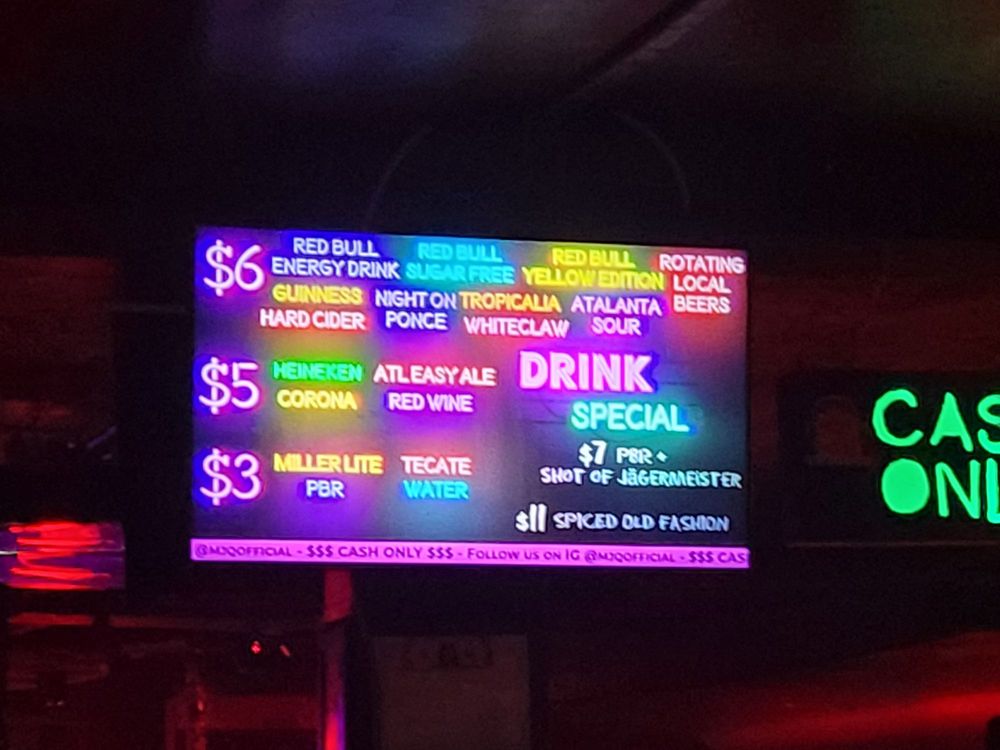 $6
RED BULL
ENERGY DRINK
RED BULL
SUGAR FREE
RED BULL
YELLOW EDITION
ROTATING
LOCAL
BEERS
GUINNESS
HARD CIDER
NIGHT ON
PONCE
TROPICALIA
WHITECLAW
ATALANTA
SOUR
$5
HEINEKEN
CORONA
ATL EASY ALE
RED WINE
$3
MILLER LITE
PBR
TECATE
WATER
DRINK
SPECIAL
$7 PBR +
SHOT OF JäGERMEISTER
$11 SPICED OLD FASHION
@MJQOFFICIAL - $$$ CASH ONLY $$$ - FOLLOW US ON IG @MJQOFFICIAL - $$$ CAS
CAS
ONL